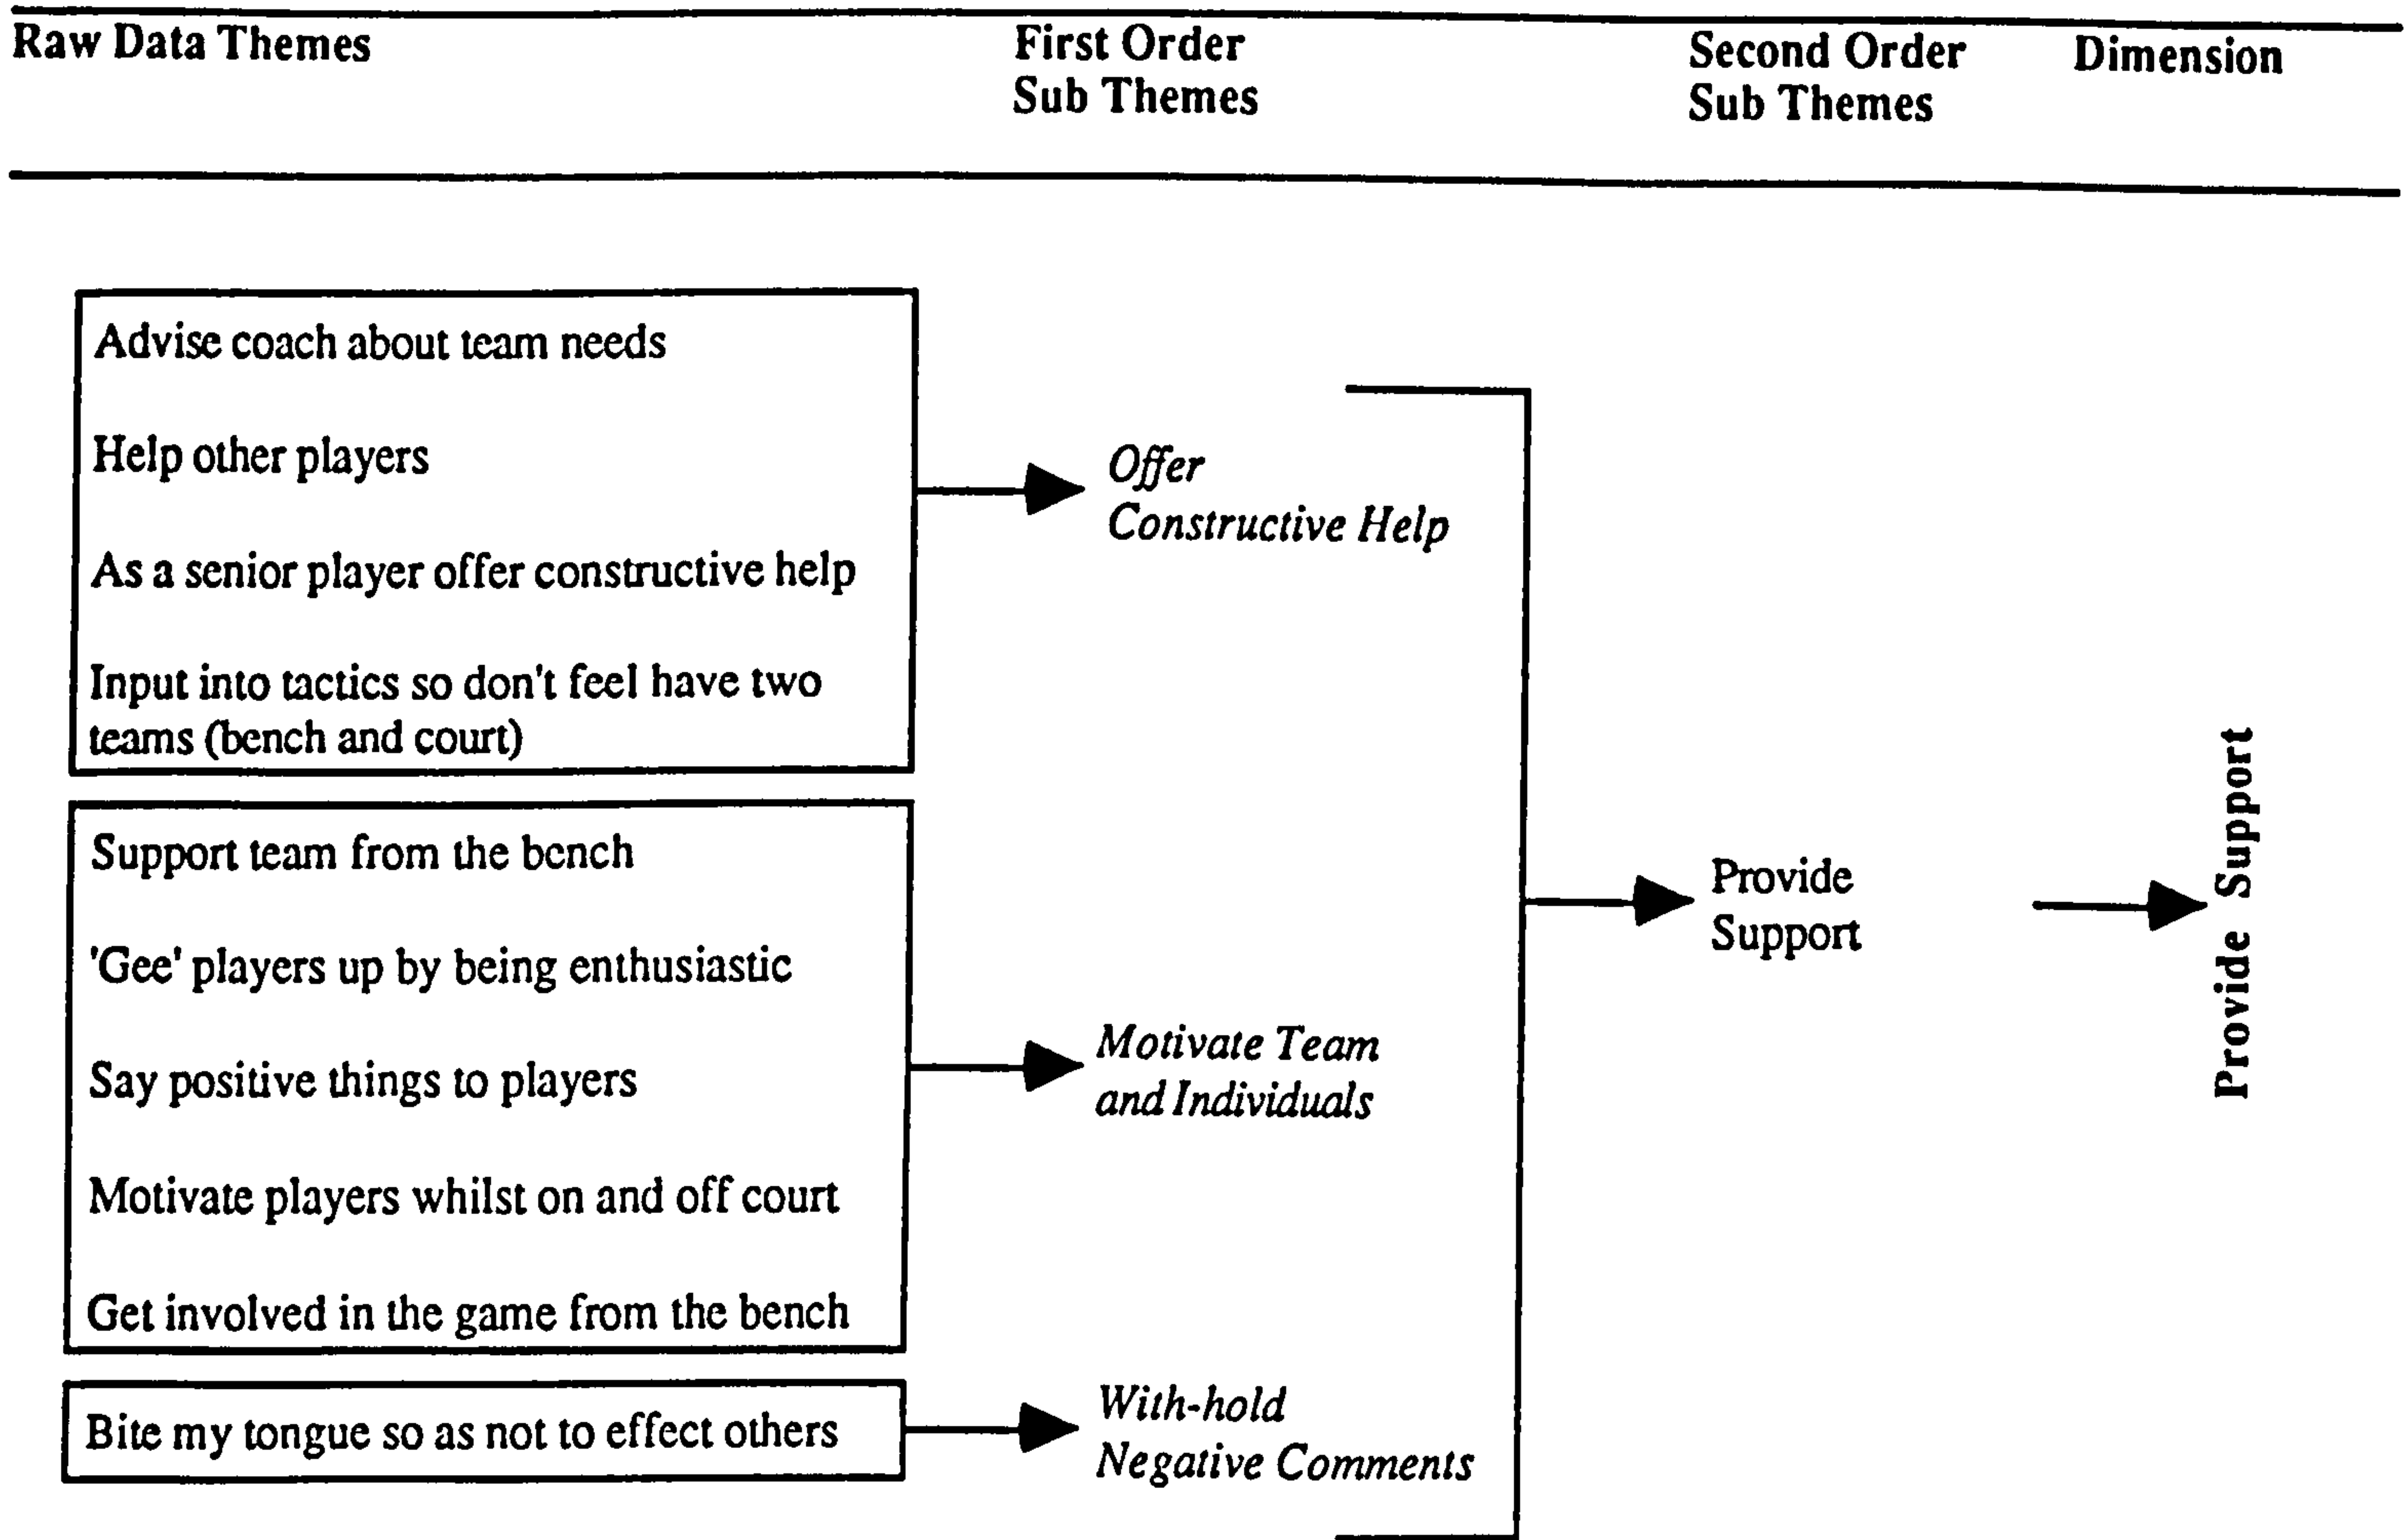 Raw Data Themes
First Order
Sub Themes
Second Order
Sub Themes
Dimension
Advise coach about team needs
Help other players
As a senior player offer constructive help
Input into tactics so don't feel have two
teams (bench and court)
Offer
Constructive Help
Support team from the bench
'Gee' players up by being enthusiastic
Say positive things to players
Motivate players whilst on and off court
Get involved in the game from the bench
Motivate Team
and Individuals
Bite my tongue so as not to effect others
With-hold
Negative Comments
Provide
Support
Provide Support